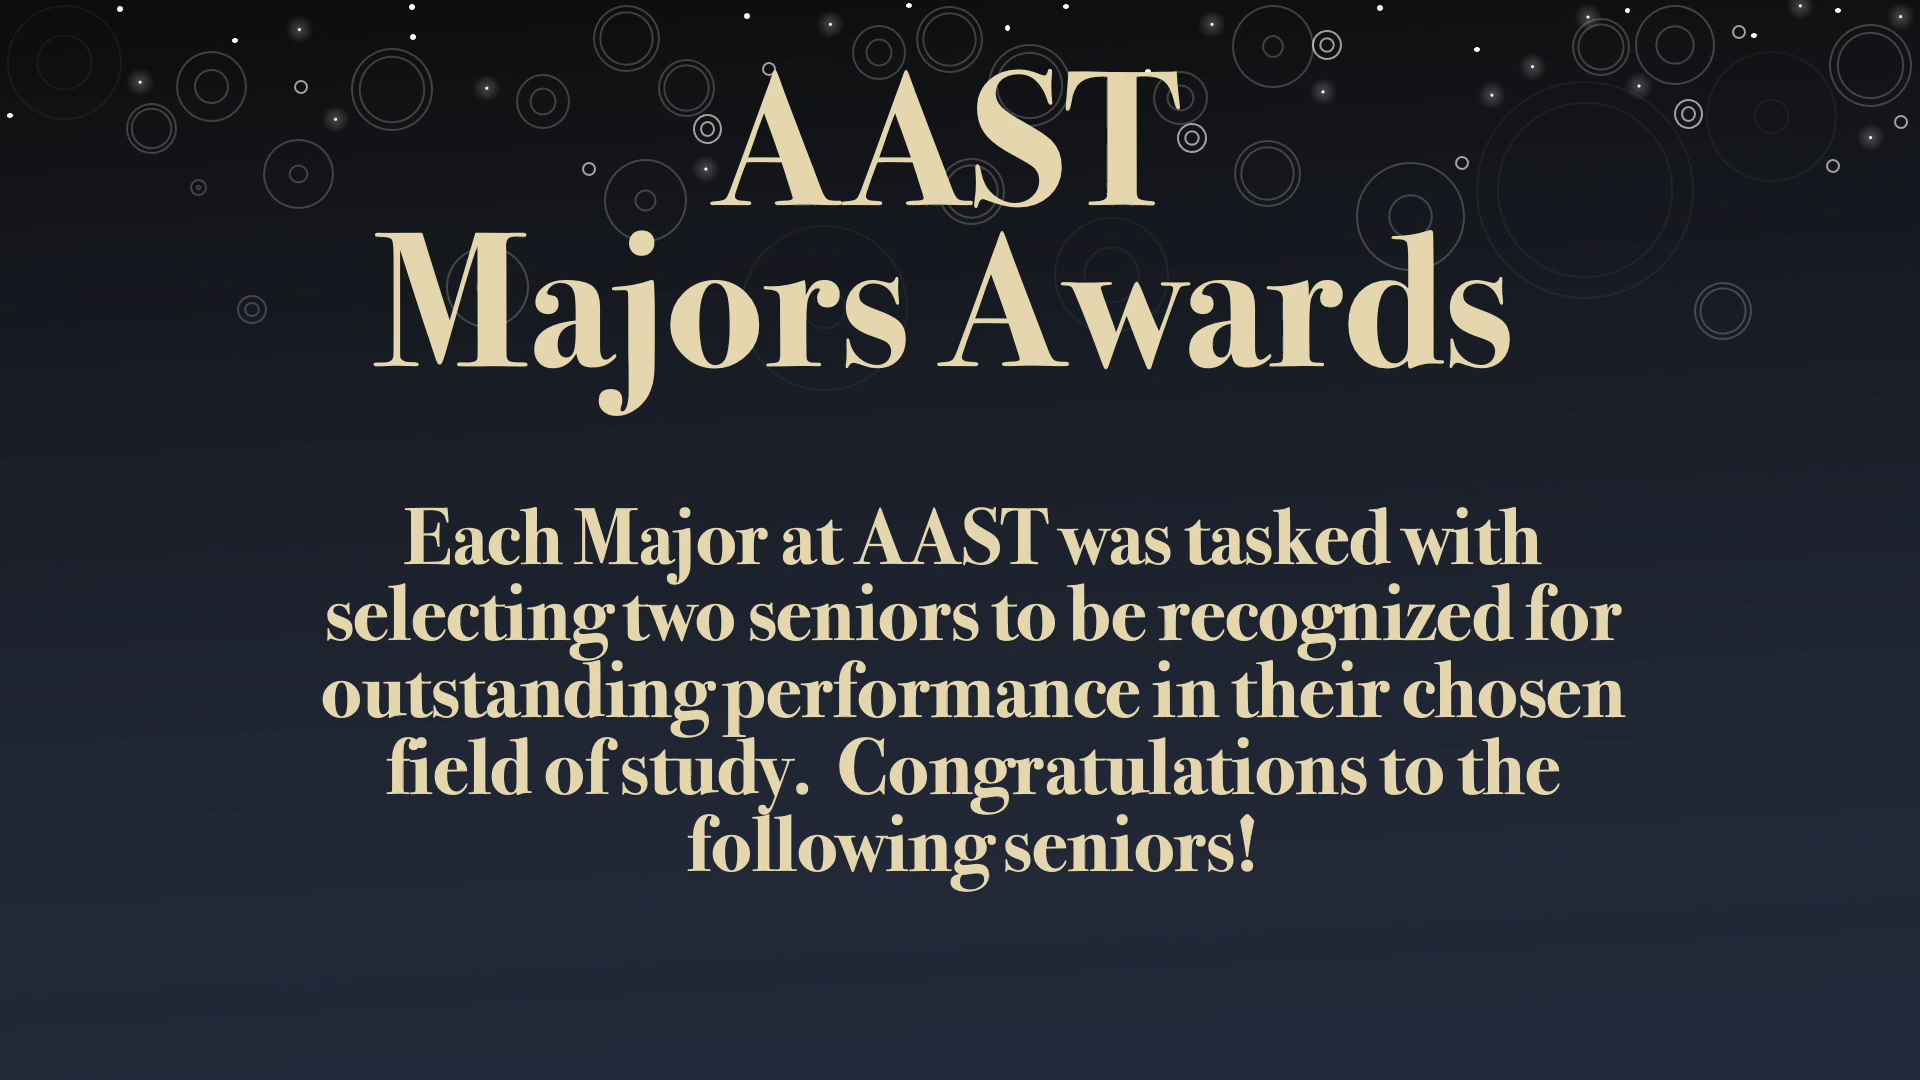 AAST
Majors Awards
Each Major at AAST was tasked with
selecting two seniors to be recognized for
outstanding performance in their chosen
field of study.  Congratulations to the
following seniors!